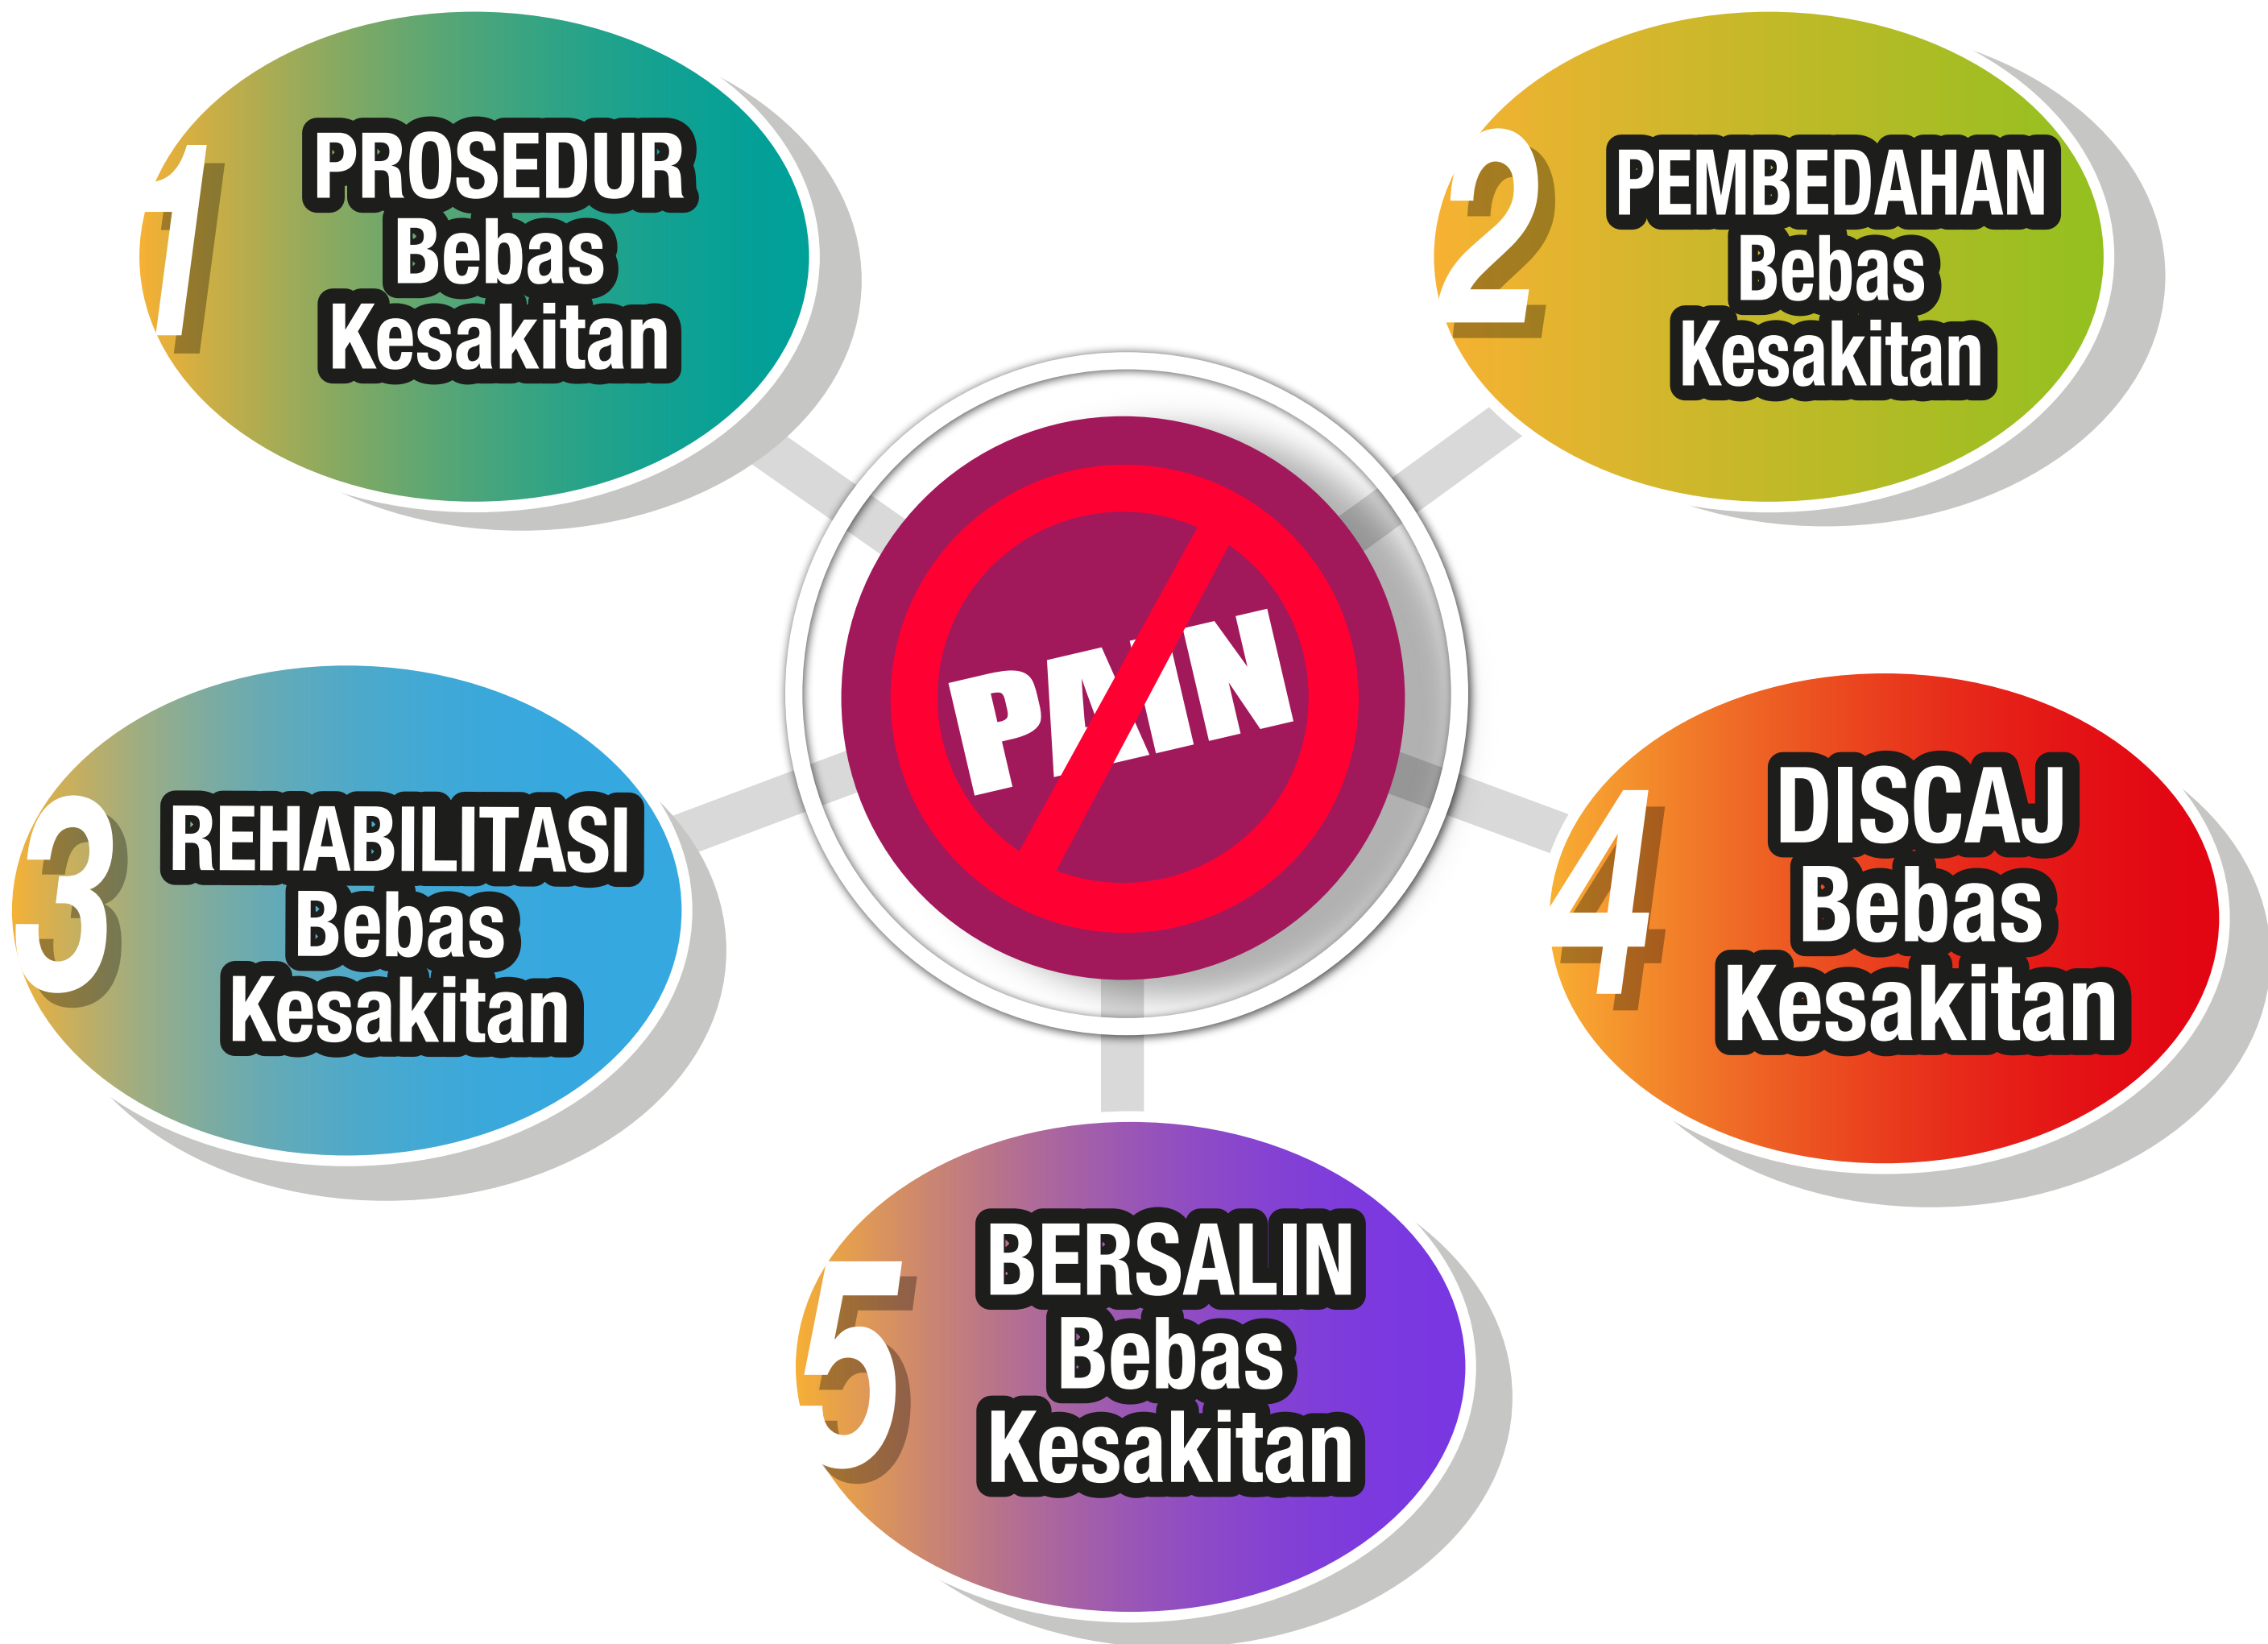 1
PROSEDUR
Bebas
Kesakitan
2
PEMBEDAHAN
Bebas
Kesakitan
PAIN
3
REHABILITASI
Bebas
Kesakitan
4
DISCAJ
Bebas
Kesakitan
5
BERSALIN
Bebas
Kesakitan